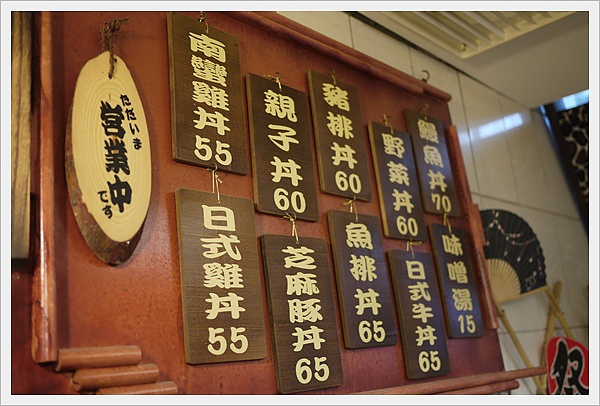 ただいま
営業中
です
南蠻雞丼 55
親子丼 60
豬排丼 60
野菜丼 60
鰻魚丼 70
日式雞丼 55
芝麻豚丼 65
魚排丼 65
日式牛丼 65
味噌湯 15
祭